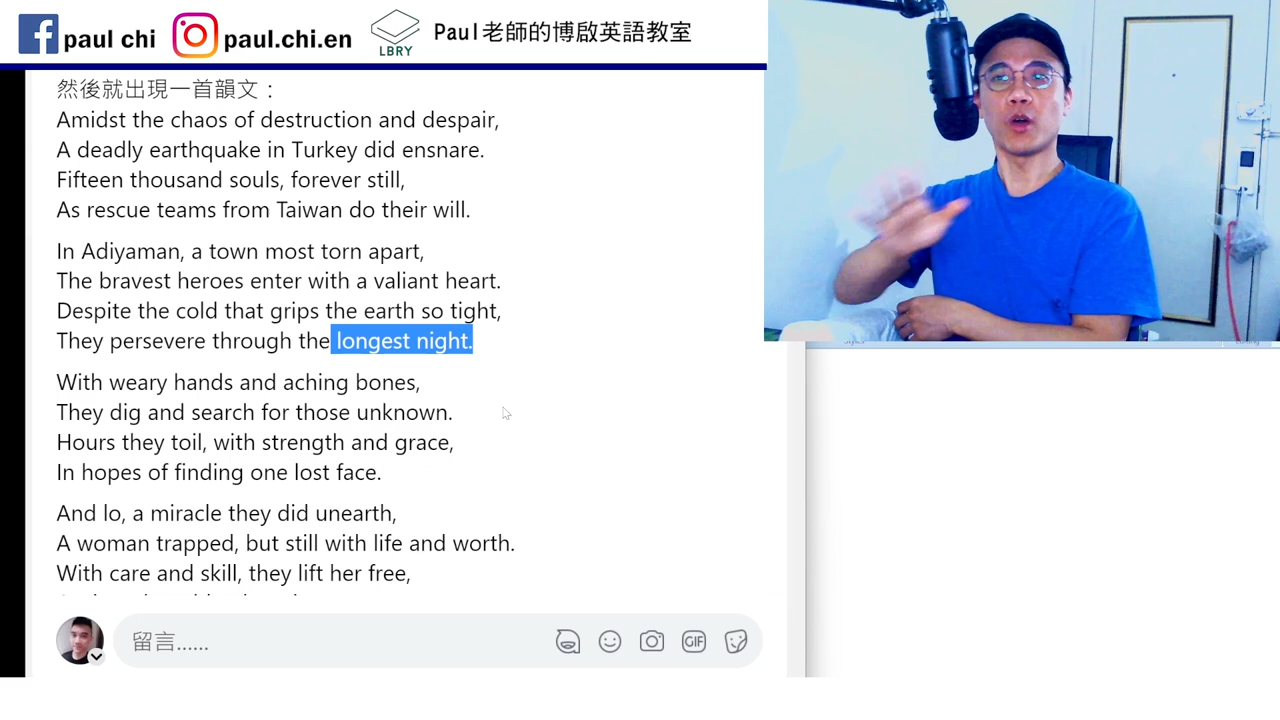 paul chi
paul.chi.en
LBRY
Paul老師的博啟英語教室
然後就出現一首韻文：
Amidst the chaos of destruction and despair,
A deadly earthquake in Turkey did ensnare.
Fifteen thousand souls, forever still,
As rescue teams from Taiwan do their will.
In Adiyaman, a town most torn apart,
The bravest heroes enter with a valiant heart.
Despite the cold that grips the earth so tight,
They persevere through the longest night.
With weary hands and aching bones,
They dig and search for those unknown.
Hours they toil, with strength and grace,
In hopes of finding one lost face.
And lo, a miracle they did unearth,
A woman trapped, but still with life and worth.
With care and skill, they lift her free,
留言......
GIF